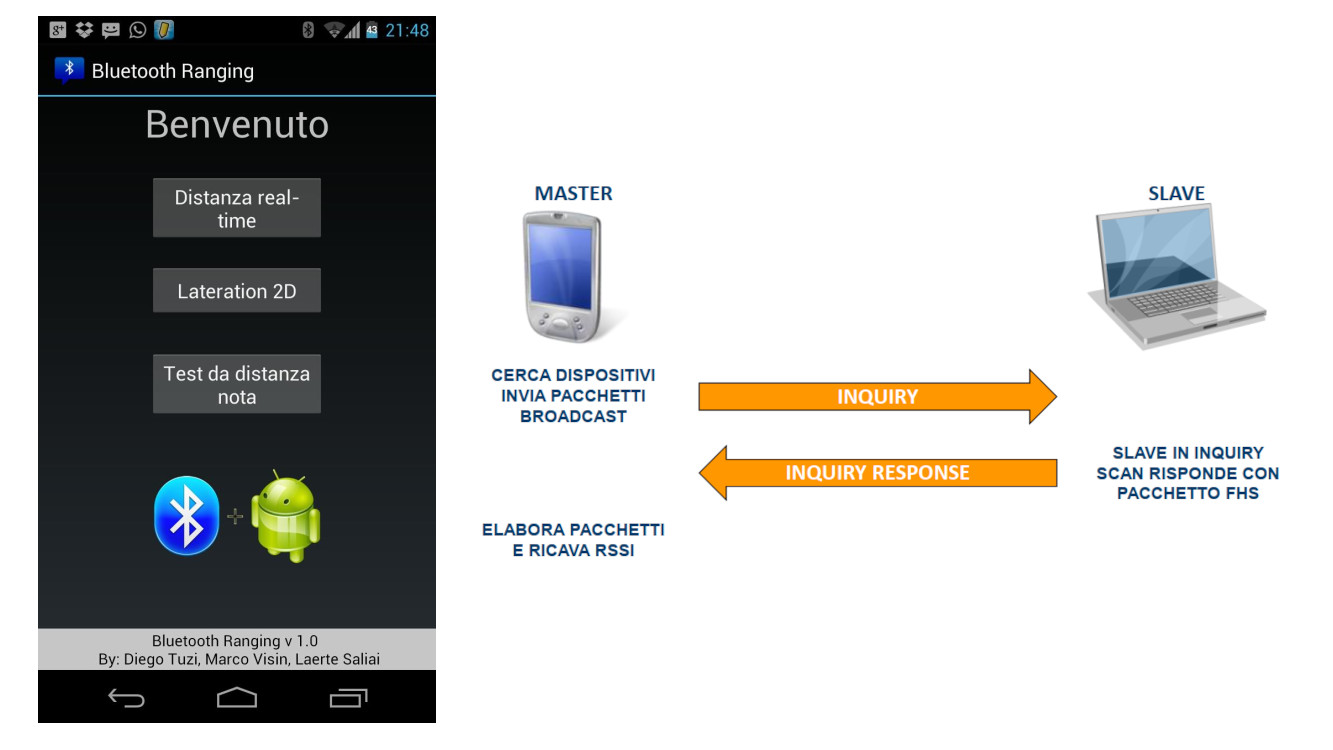 43 21:48
Bluetooth Ranging
Benvenuto
Distanza real-
time
Lateration 2D
Test da distanza
nota
Bluetooth Ranging v 1.0
By: Diego Tuzi, Marco Visin, Laerte Saliai
MASTER
CERCA DISPOSITIVI
INVIA PACCHETTI
BROADCAST
ELABORA PACCHETTI
E RICAVA RSSI
INQUIRY
INQUIRY RESPONSE
SLAVE
SLAVE IN INQUIRY
SCAN RISPONDE CON
PACCHETTO FHS